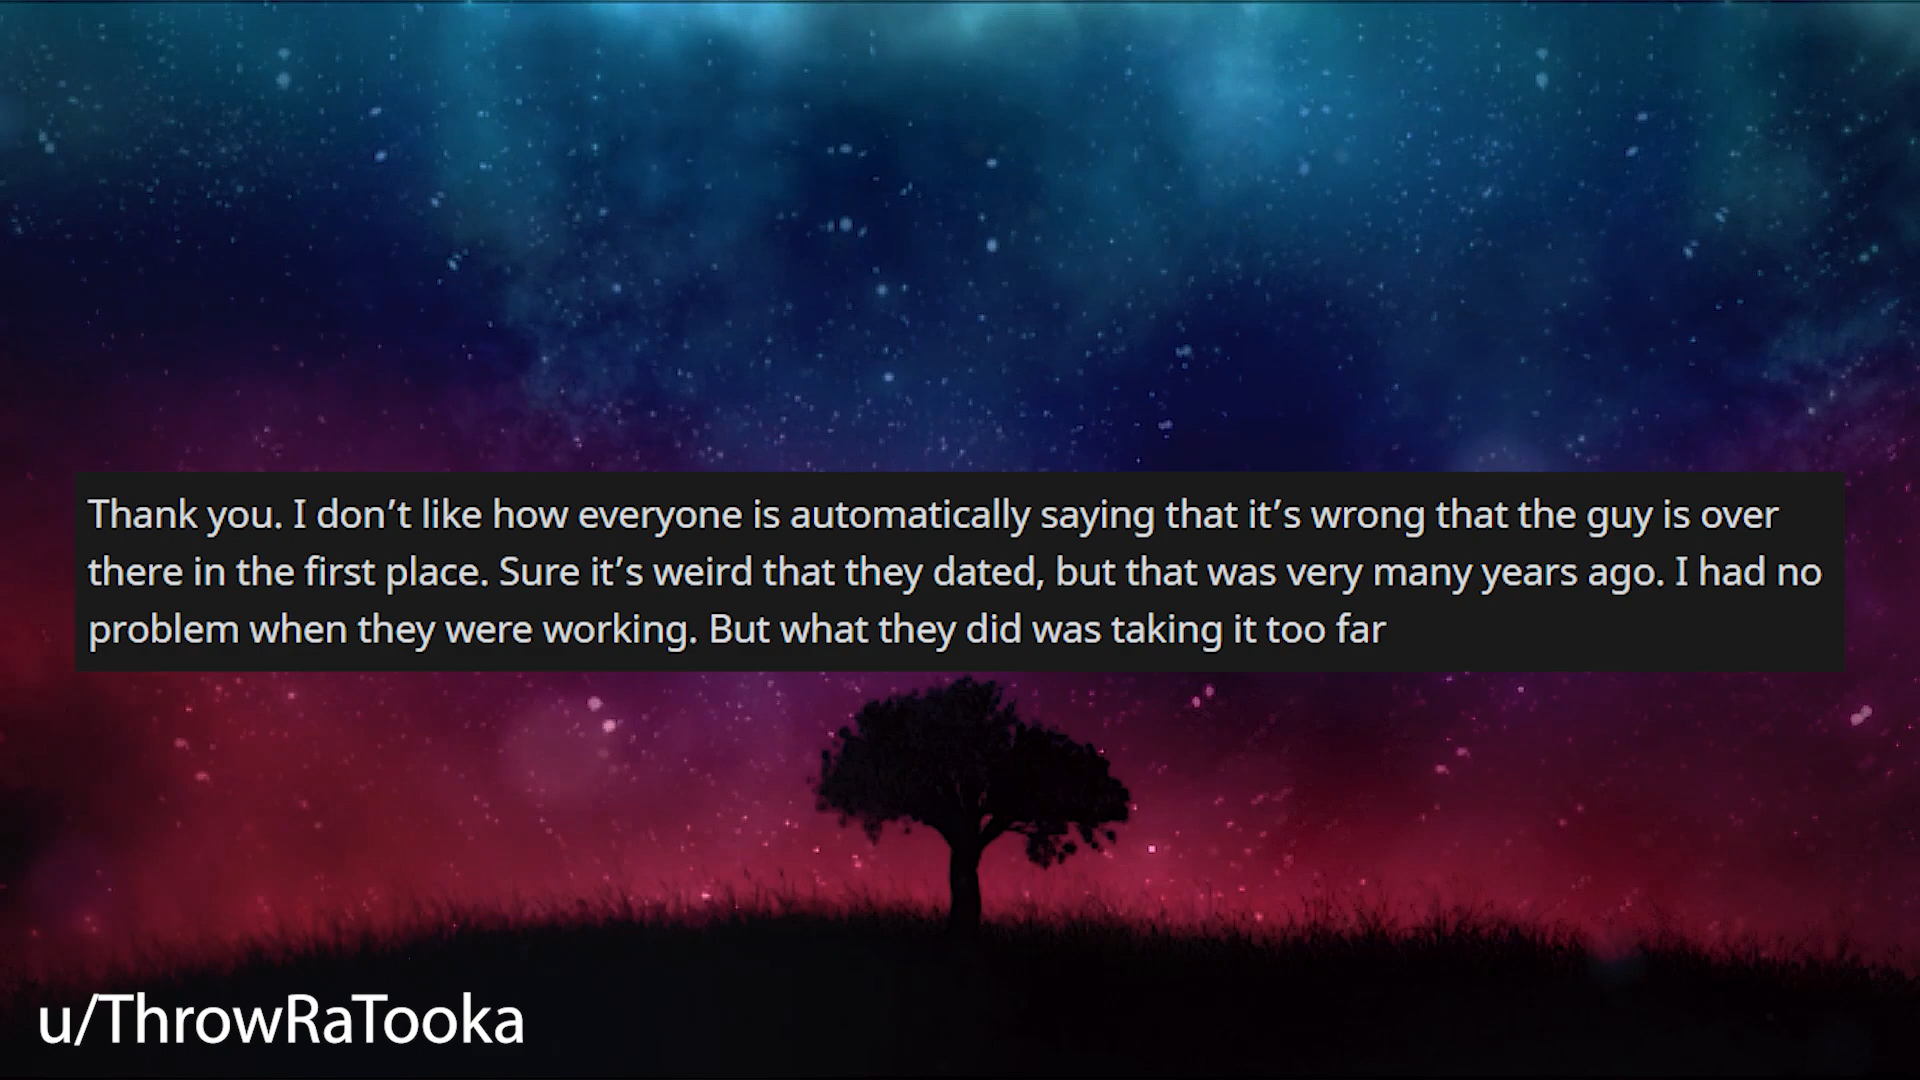 Thank you. I don’t like how everyone is automatically saying that it’s wrong that the guy is over
there in the first place. Sure it’s weird that they dated, but that was very many years ago. I had no
problem when they were working. But what they did was taking it too far
u/ThrowRaTooka